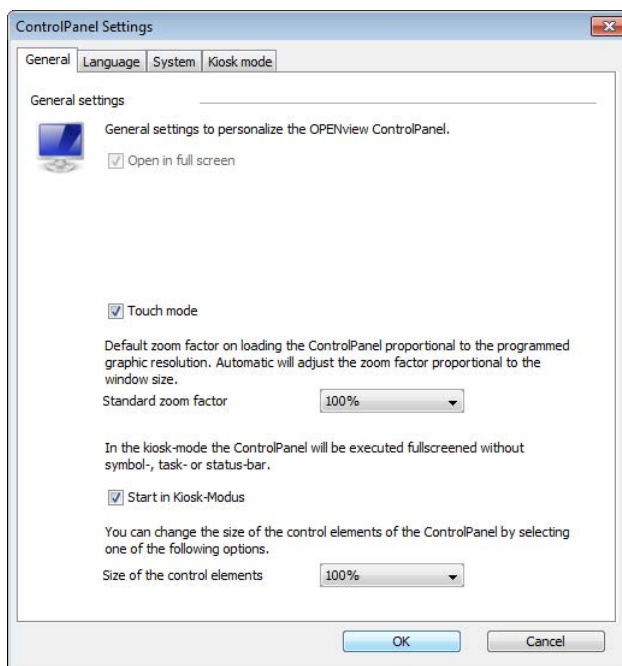 ControlPanel Settings
General Language System Kiosk mode
General settings
General settings to personalize the OPENview ControlPanel.
Open in full screen
Touch mode
Default zoom factor on loading the ControlPanel proportional to the programmed
graphic resolution. Automatic will adjust the zoom factor proportional to the
window size.
Standard zoom factor 100%
In the kiosk-mode the ControlPanel will be executed fullscreened without
symbol-, task- or status-bar.
Start in Kiosk-Modus
You can change the size of the control elements of the ControlPanel by selecting
one of the following options.
Size of the control elements 100%
OK Cancel